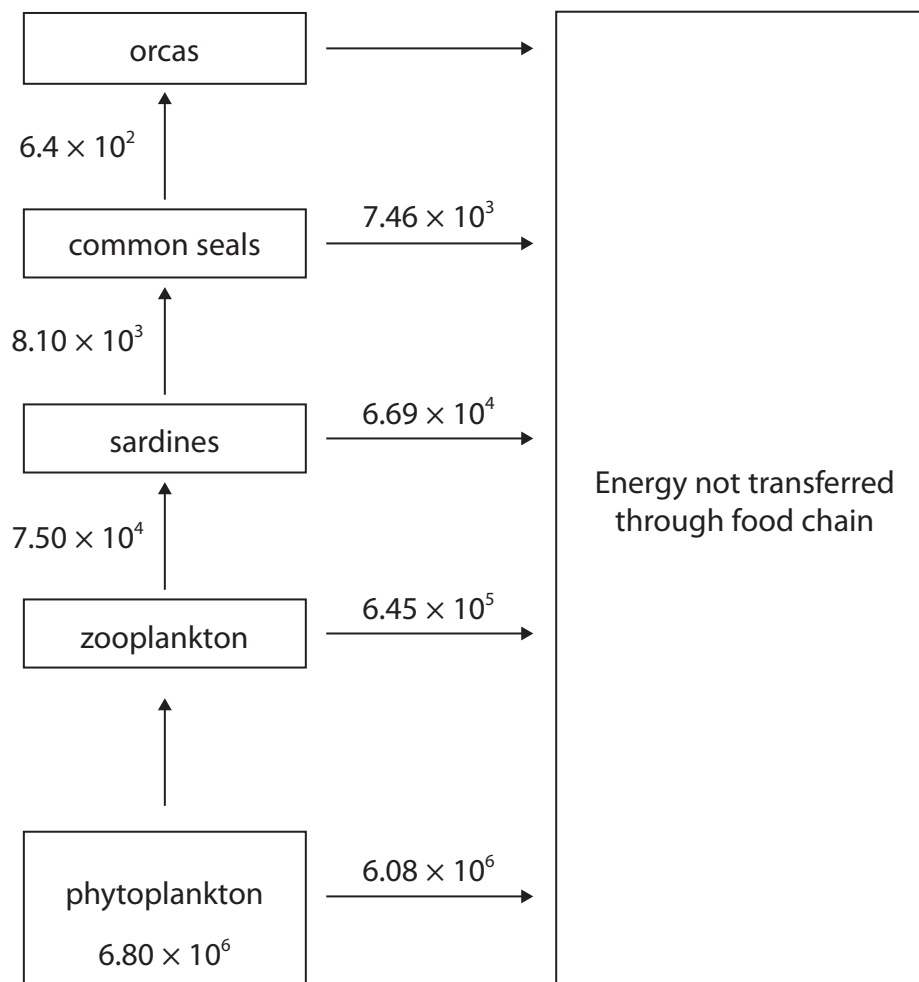 orcas
6.4 × 10²
common seals
7.46 × 10³
8.10 × 10³
sardines
6.69 × 10⁴
Energy not transferred
through food chain
7.50 × 10⁴
zooplankton
6.45 × 10⁵
phytoplankton
6.80 × 10⁶
6.08 × 10⁶